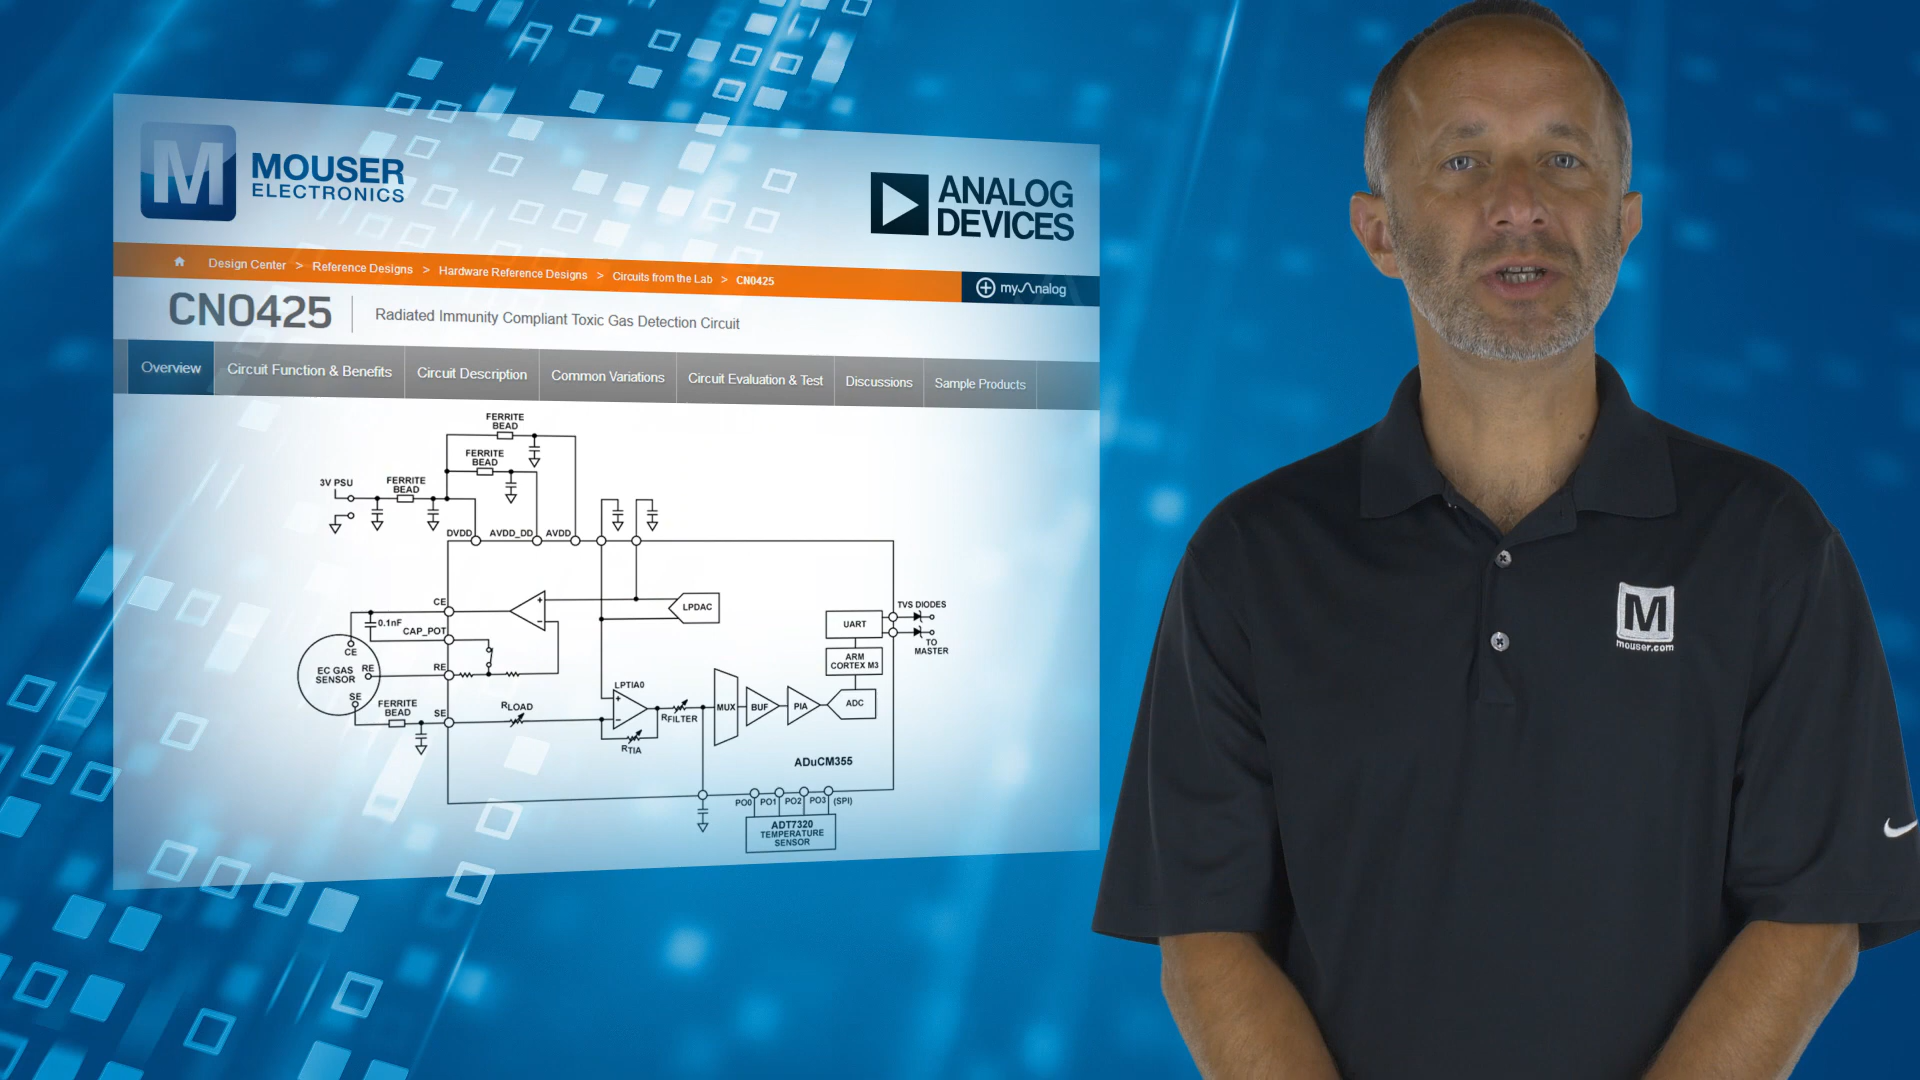 M
MOUSER
ELECTRONICS
ANALOG
DEVICES
Design Center > Reference Designs > Hardware Reference Designs > Circuits from the Lab > CN0425
myAnalog
CN0425
Radiated Immunity Compliant Toxic Gas Detection Circuit
Overview
Circuit Function & Benefits
Circuit Description
Common Variations
Circuit Evaluation & Test
Discussions
Sample Products
FERRITE
BEAD
FERRITE
BEAD
3V PSU
FERRITE
BEAD
DVDD
AVDD_DD
AVDD
CE
0.1nF
CAP_POT
CE
EC GAS
SENSOR
RE
RE
SE
FERRITE
BEAD
SE
RLOAD
LPDAC
LPTIA0
+
−
+
−
RFILTER
RTIA
MUX
BUF
PIA
ADC
UART
ARM
CORTEX M3
TVS DIODES
TO
MASTER
ADuCM355
PO0
PO1
PO2
PO3
(SPI)
ADT7320
TEMPERATURE
SENSOR
M
mouser.com